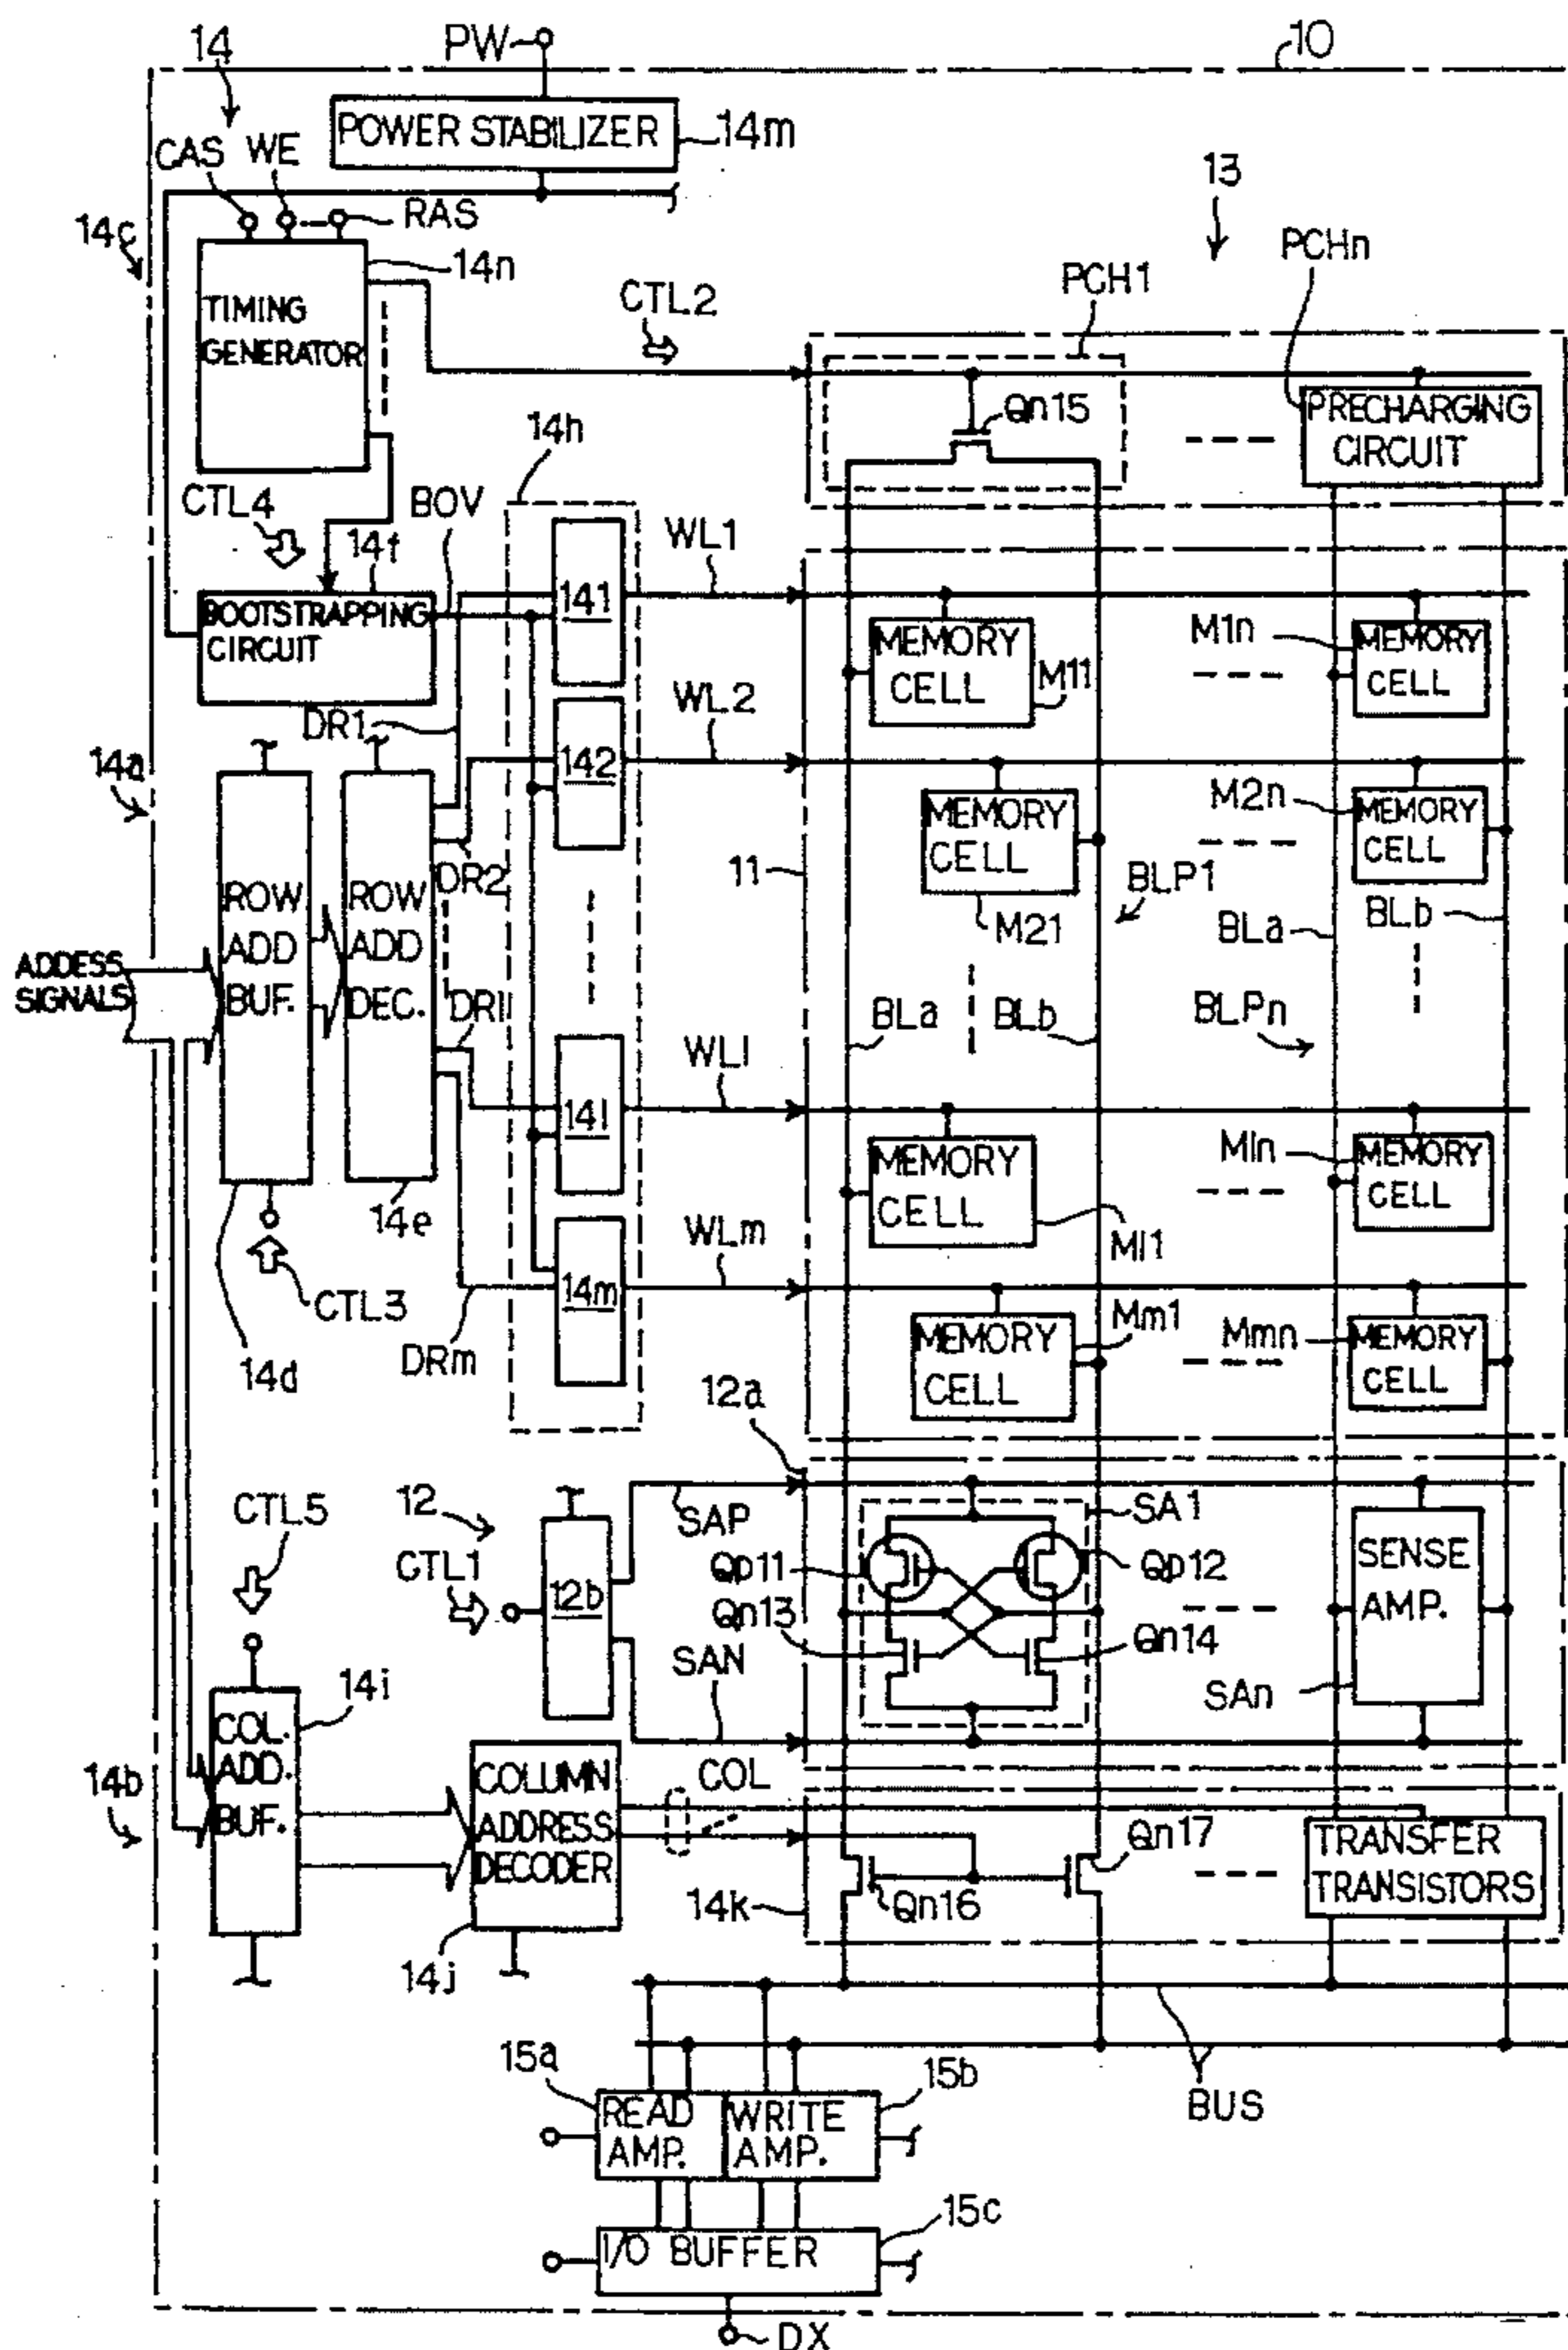 PW
10
14
POWER STABILIZER
14m
CAS
WE
RAS
13
14c
14n
PCHn
TIMING
GENERATOR
CTL2
PCH1
Qn15
PRECHARGING
CIRCUIT
14h
CTL4
BOV
14f
WL1
BOOTSTRAPPING
CIRCUIT
141
MEMORY
CELL
M11
M1n
MEMORY
CELL
DR1
WL2
14a
142
MEMORY
CELL
M2n
MEMORY
CELL
11
DR2
M21
BLP1
BLa
BLb
ROW
ADD
BUF.
ROW
ADD
DEC.
ADDESS
SIGNALS
DRl
BLa
BLb
BLPn
WLl
14l
MEMORY
CELL
Mln
MEMORY
CELL
14e
Ml1
WLm
CTL3
14m
Mm1
Mmn
MEMORY
CELL
MEMORY
CELL
14d
DRm
12a
CTL5
12
SAP
SA1
CTL1
12b
Qp11
Qp12
SENSE
AMP.
Qn13
Qn14
SAN
SAn
14i
COL.
ADD.
BUF.
14b
COLUMN
ADDRESS
DECODER
COL
Qn17
TRANSFER
TRANSISTORS
14k
Qn16
14j
15a
15b
BUS
READ
AMP.
WRITE
AMP.
15c
I/O BUFFER
DX